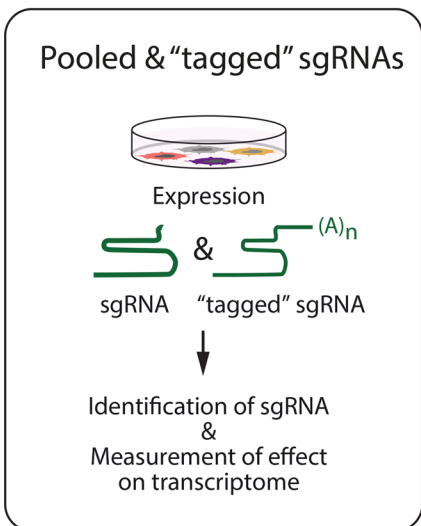 Pooled & “tagged” sgRNAs
Expression
(A)n
&
sgRNA “tagged” sgRNA
Identification of sgRNA
&
Measurement of effect
on transcriptome